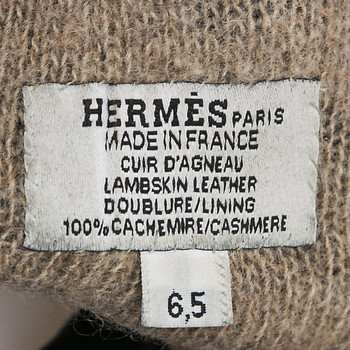 HERMÈS PARIS
MADE IN FRANCE
CUIR D'AGNEAU
LAMBSKIN LEATHER
DOUBLURE/LINING
100% CACHEMIRE/CASHMERE
6,5